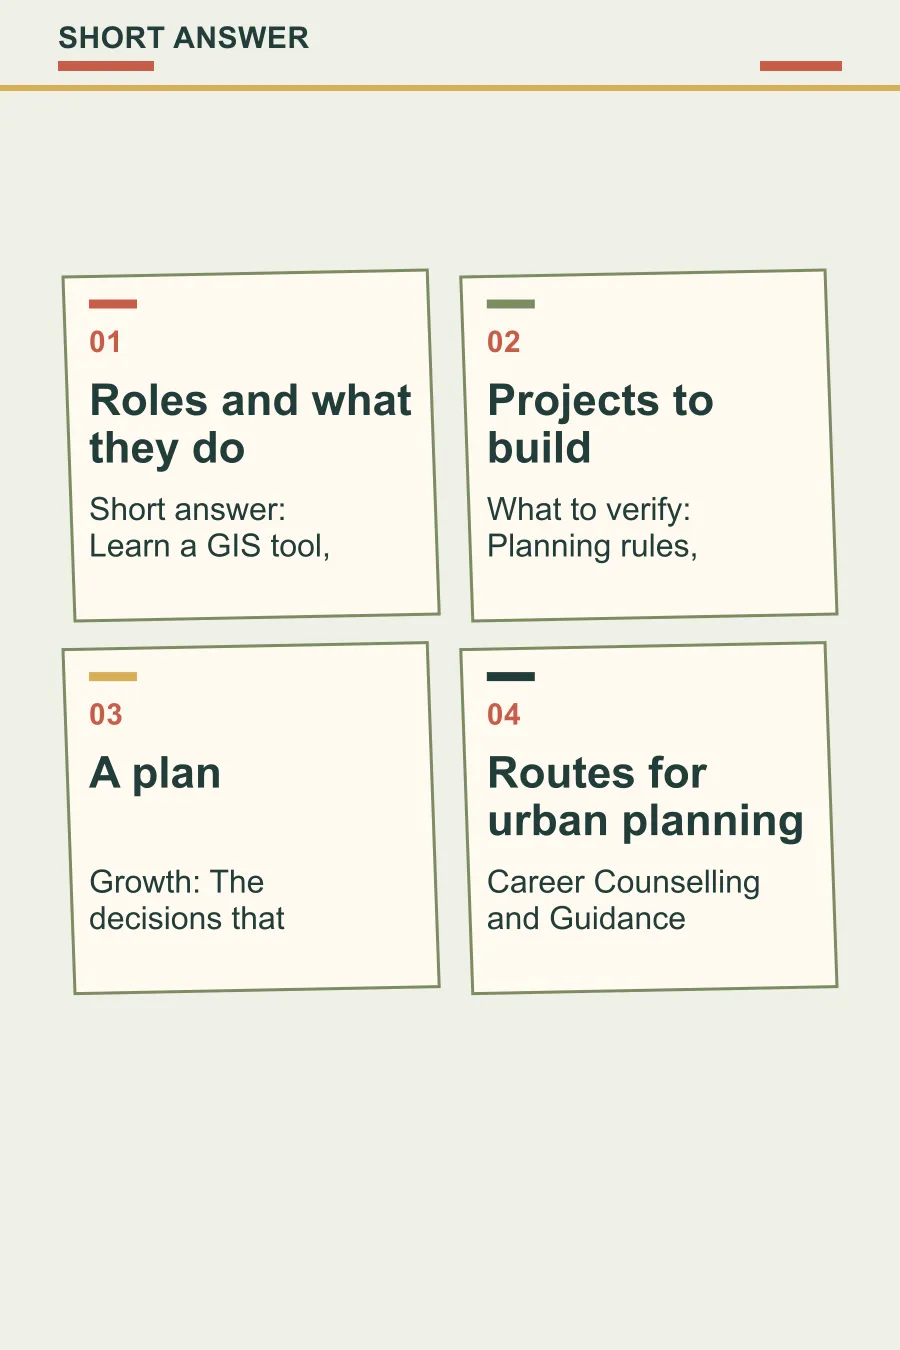 SHORT ANSWER
01
Roles and what
they do
Short answer:
Learn a GIS tool,
02
Projects to
build
What to verify:
Planning rules,
03
A plan
Growth: The
decisions that
04
Routes for
urban planning
Career Counselling
and Guidance